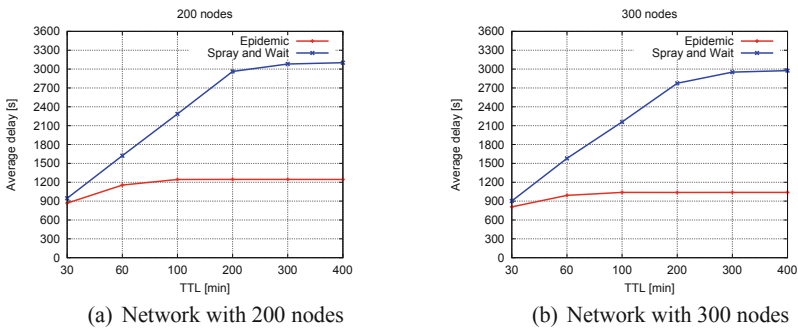 200 nodes
3600
3300
3000
2700
2400
2100
1800
1500
1200
900
600
300
0
Average delay [s]
Epidemic
Spray and Wait
30 60 100 200 300 400
TTL [min]
(a) Network with 200 nodes
300 nodes
3600
3300
3000
2700
2400
2100
1800
1500
1200
900
600
300
0
Average delay [s]
Epidemic
Spray and Wait
30 60 100 200 300 400
TTL [min]
(b) Network with 300 nodes